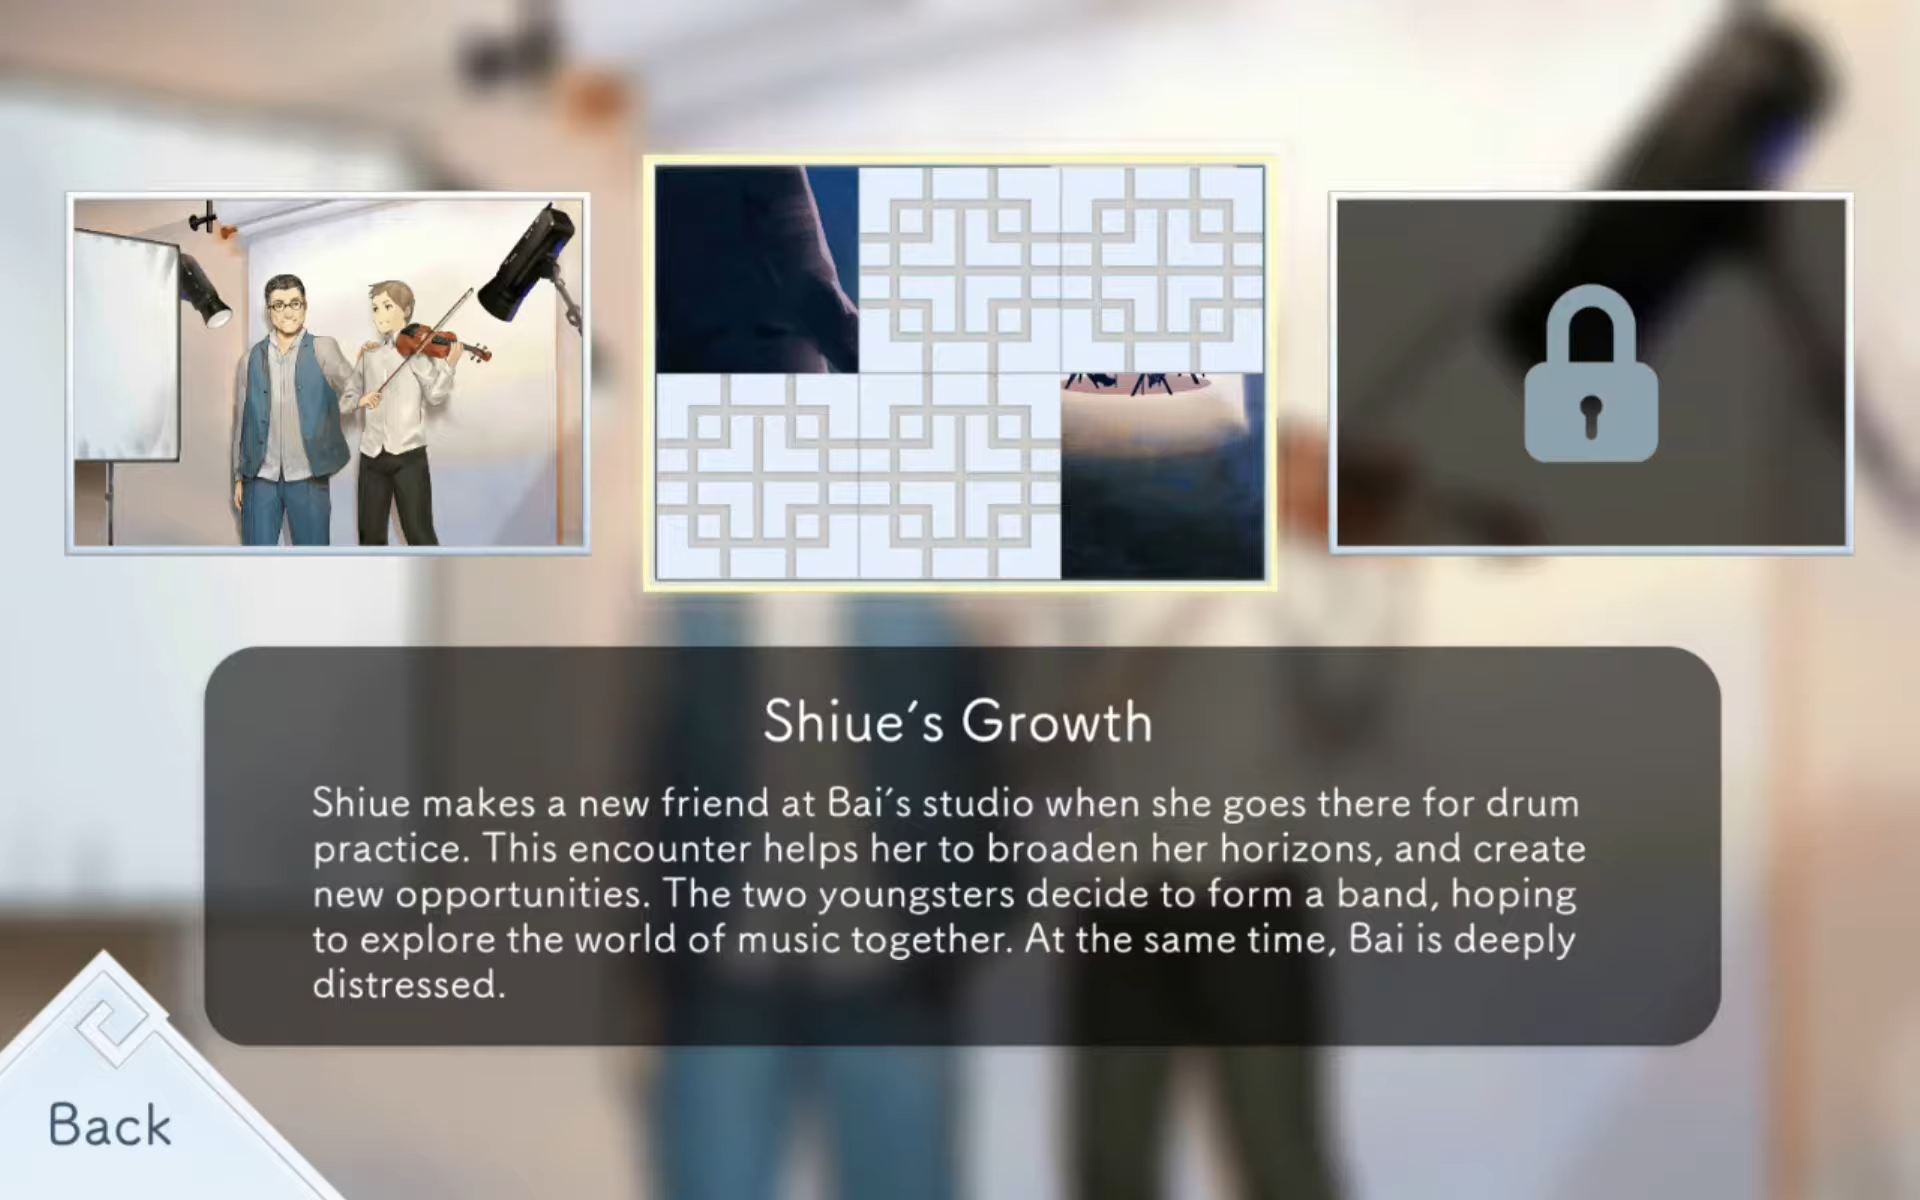 Shiue's Growth
Shiue makes a new friend at Bai's studio when she goes there for drum
practice. This encounter helps her to broaden her horizons, and create
new opportunities. The two youngsters decide to form a band, hoping
to explore the world of music together. At the same time, Bai is deeply
distressed.
Back